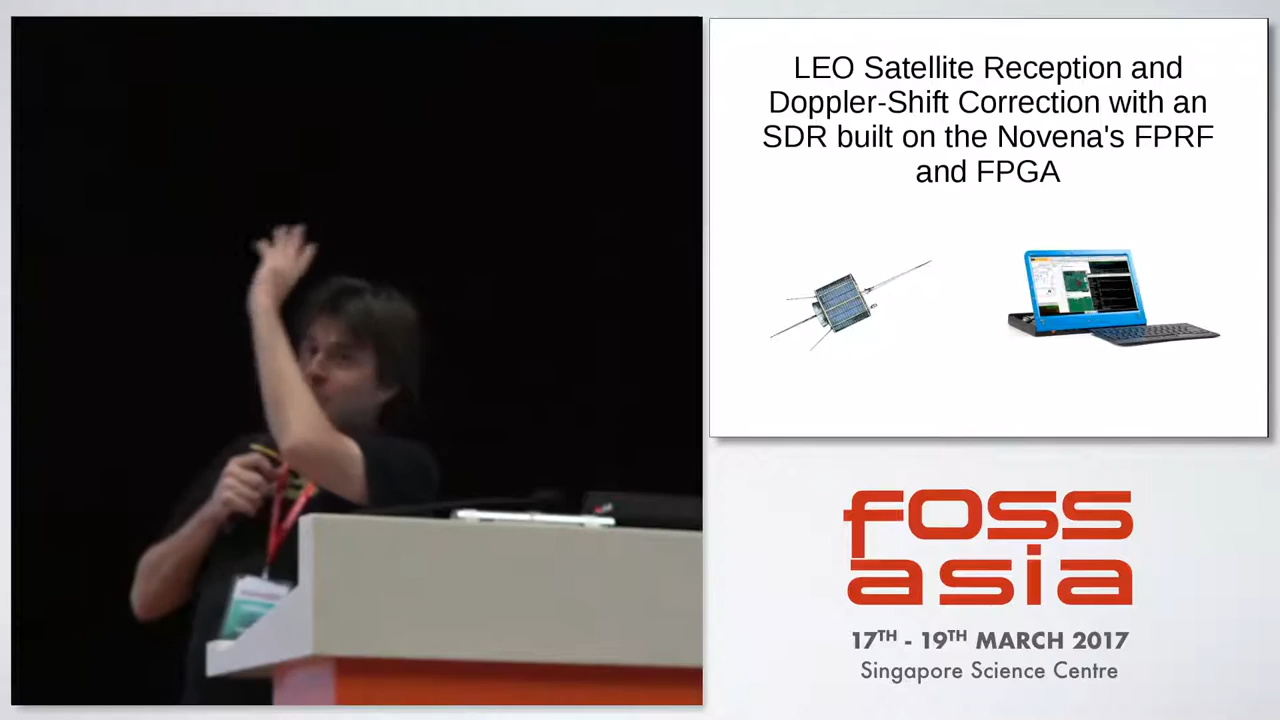 LEO Satellite Reception and
Doppler-Shift Correction with an
SDR built on the Novena's FPRF
and FPGA
foss
asia
17TH - 19TH MARCH 2017
Singapore Science Centre